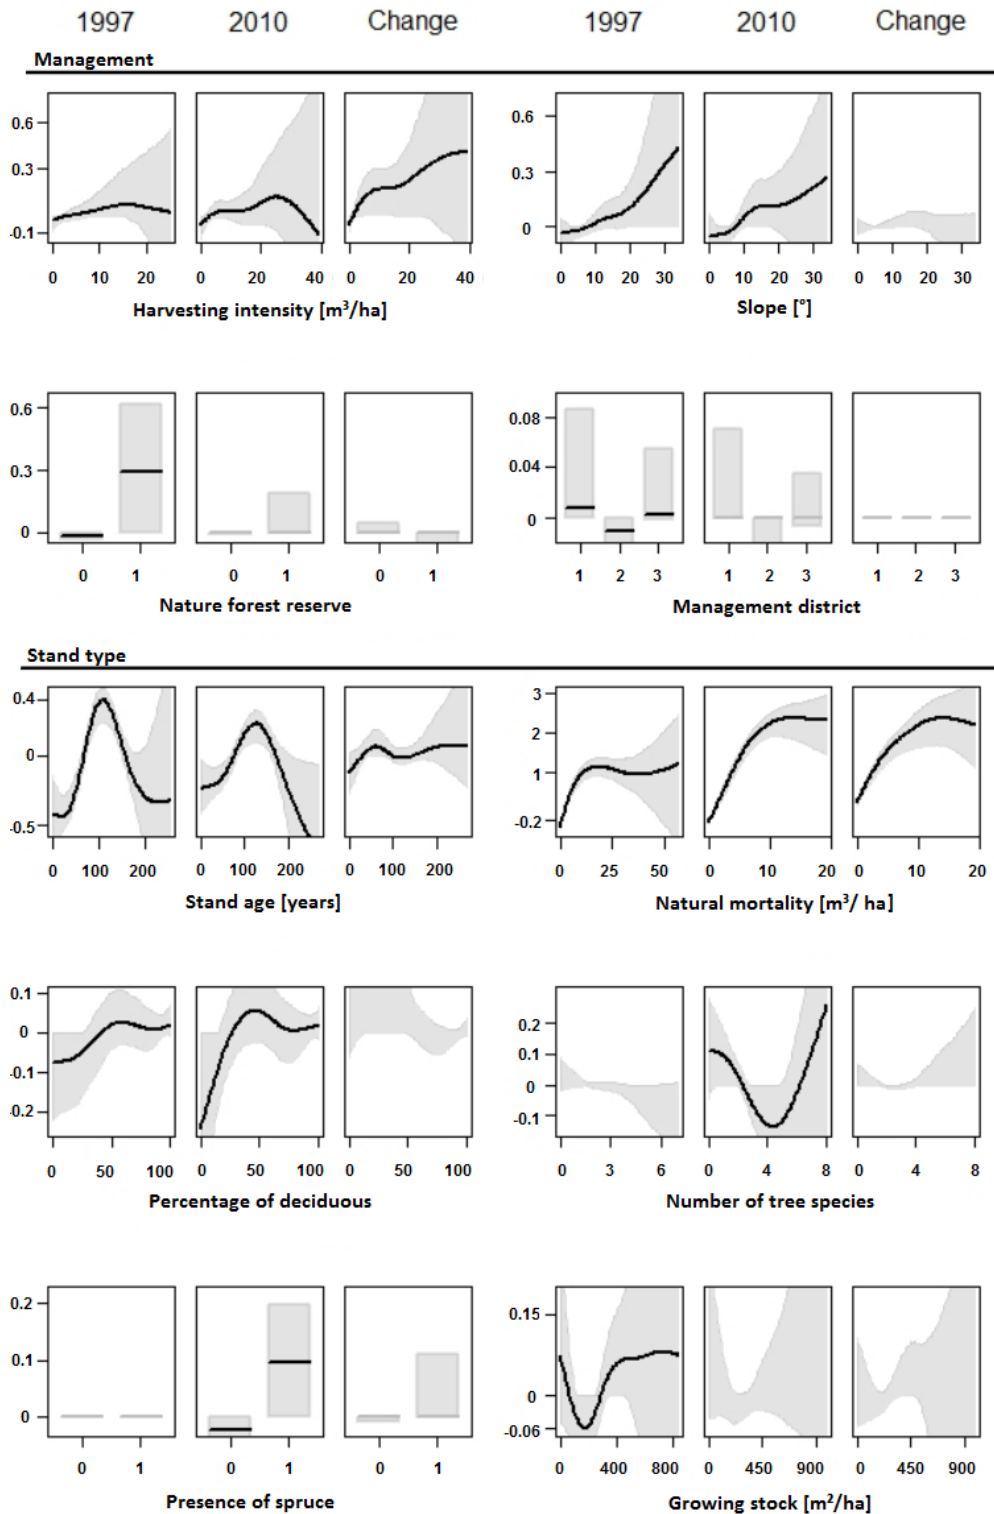 1997 2010 Change 1997 2010 Change
Management
0.6 0.3 -0.1
0 10 20 0 20 40 0 20 40
Harvesting intensity [m³/ha]
0.6 0.3 0
0 10 20 30 0 10 20 30 0 10 20 30
Slope [°]
0.6 0.3 0
0 1 0 1 0 1
Nature forest reserve
0.08 0.04 0
1 2 3 1 2 3 1 2 3
Management district
Stand type
0.4 0 -0.5
0 100 200 0 100 200 0 100 200
Stand age [years]
3 2 1 -0.2
0 25 50 0 10 20 0 10 20
Natural mortality [m³/ ha]
0.1 0 -0.1 -0.2
0 50 100 0 50 100 0 50 100
Percentage of deciduous
0.2 0.1 0 -0.1
0 3 6 0 4 8 0 4 8
Number of tree species
0.2 0.1 0
0 1 0 1 0 1
Presence of spruce
0.15 0 -0.06
0 400 800 0 450 900 0 450 900
Growing stock [m²/ha]